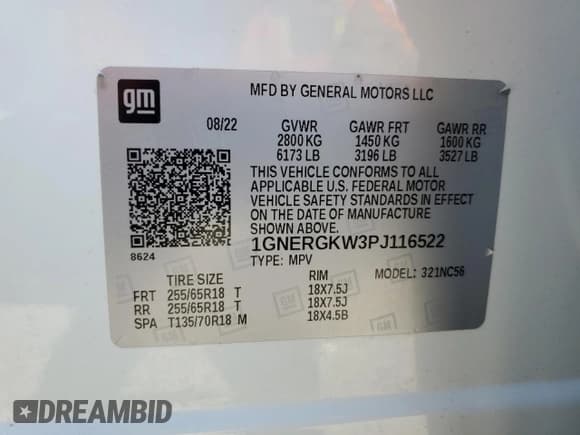 gm
MFD BY GENERAL MOTORS LLC
08/22 GVWR GAWR FRT GAWR RR
2800 KG 1450 KG 1600 KG
6173 LB 3196 LB 3527 LB
THIS VEHICLE CONFORMS TO ALL
APPLICABLE U.S. FEDERAL MOTOR
VEHICLE SAFETY STANDARDS IN EFFECT
ON THE DATE OF MANUFACTURE
SHOWN ABOVE.
1GNERGKW3PJ116522
8624
TYPE: MPV MODEL: 321NC56
TIRE SIZE RIM
FRT 255/65R18 T 18X7.5J
RR 255/65R18 T 18X7.5J
SPA T135/70R18 M 18X4.5B
GM
DREAMBID